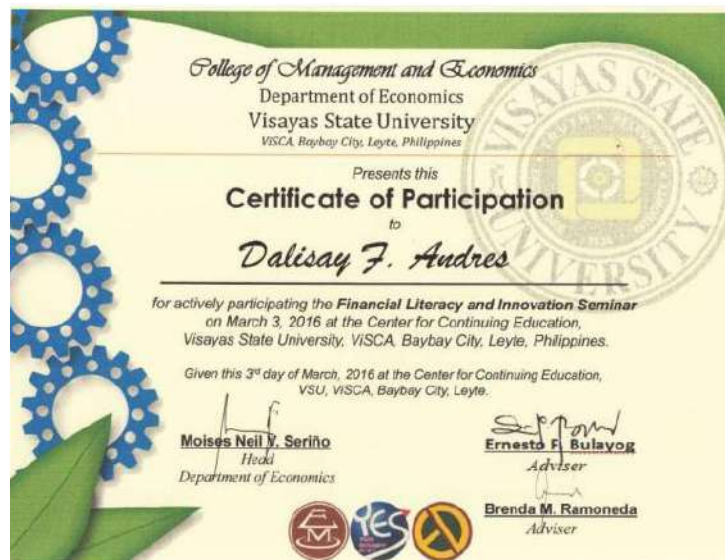 College of Management and Economics
Department of Economics
Visayas State University
ViSCA, Baybay City, Leyte, Philippines
VISAYAS STATE UNIVERSITY
Presents this
Certificate of Participation
to
Dalisay F. Andres
for actively participating the Financial Literacy and Innovation Seminar
on March 3, 2016 at the Center for Continuing Education,
Visayas State University, ViSCA, Baybay City, Leyte, Philippines.
Given this 3rd day of March, 2016 at the Center for Continuing Education,
VSU, ViSCA, Baybay City, Leyte.
Moises Neil V. Seriño
Head
Department of Economics
Ernesto F. Bulayog
Adviser
Brenda M. Ramoneda
Adviser
YES